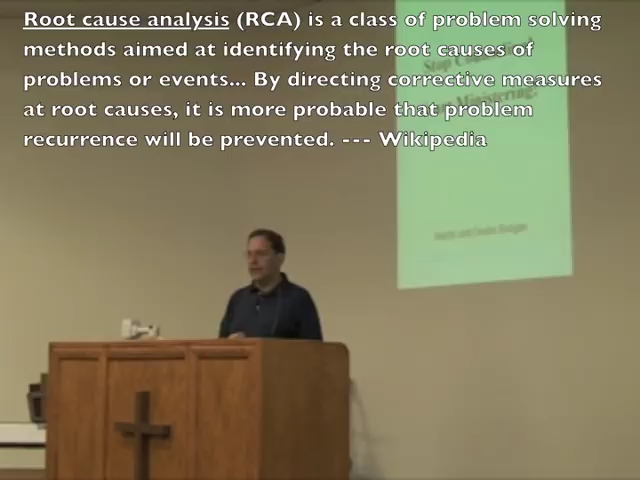 Root cause analysis (RCA) is a class of problem solving
methods aimed at identifying the root causes of
problems or events... By directing corrective measures
at root causes, it is more probable that problem
recurrence will be prevented. --- Wikipedia
Stop
Ministering!